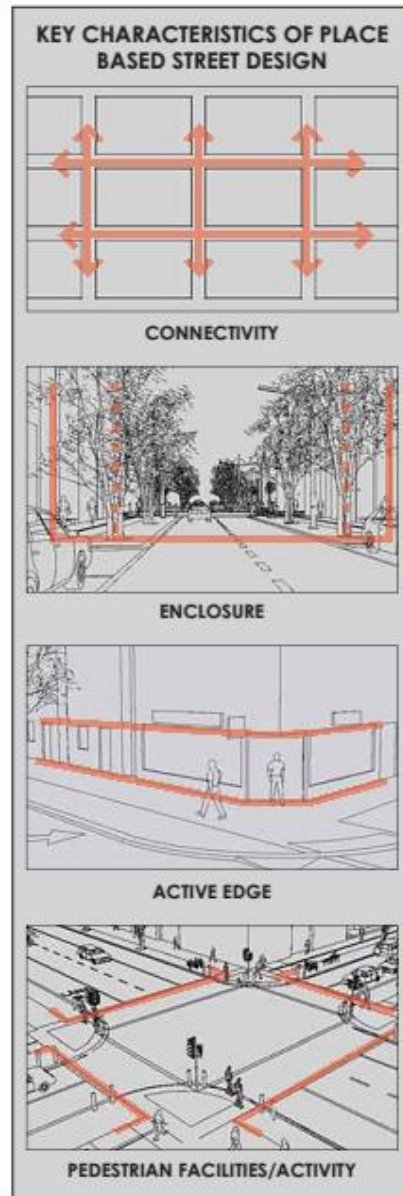 KEY CHARACTERISTICS OF PLACE
BASED STREET DESIGN
CONNECTIVITY
ENCLOSURE
ACTIVE EDGE
PEDESTRIAN FACILITIES/ACTIVITY